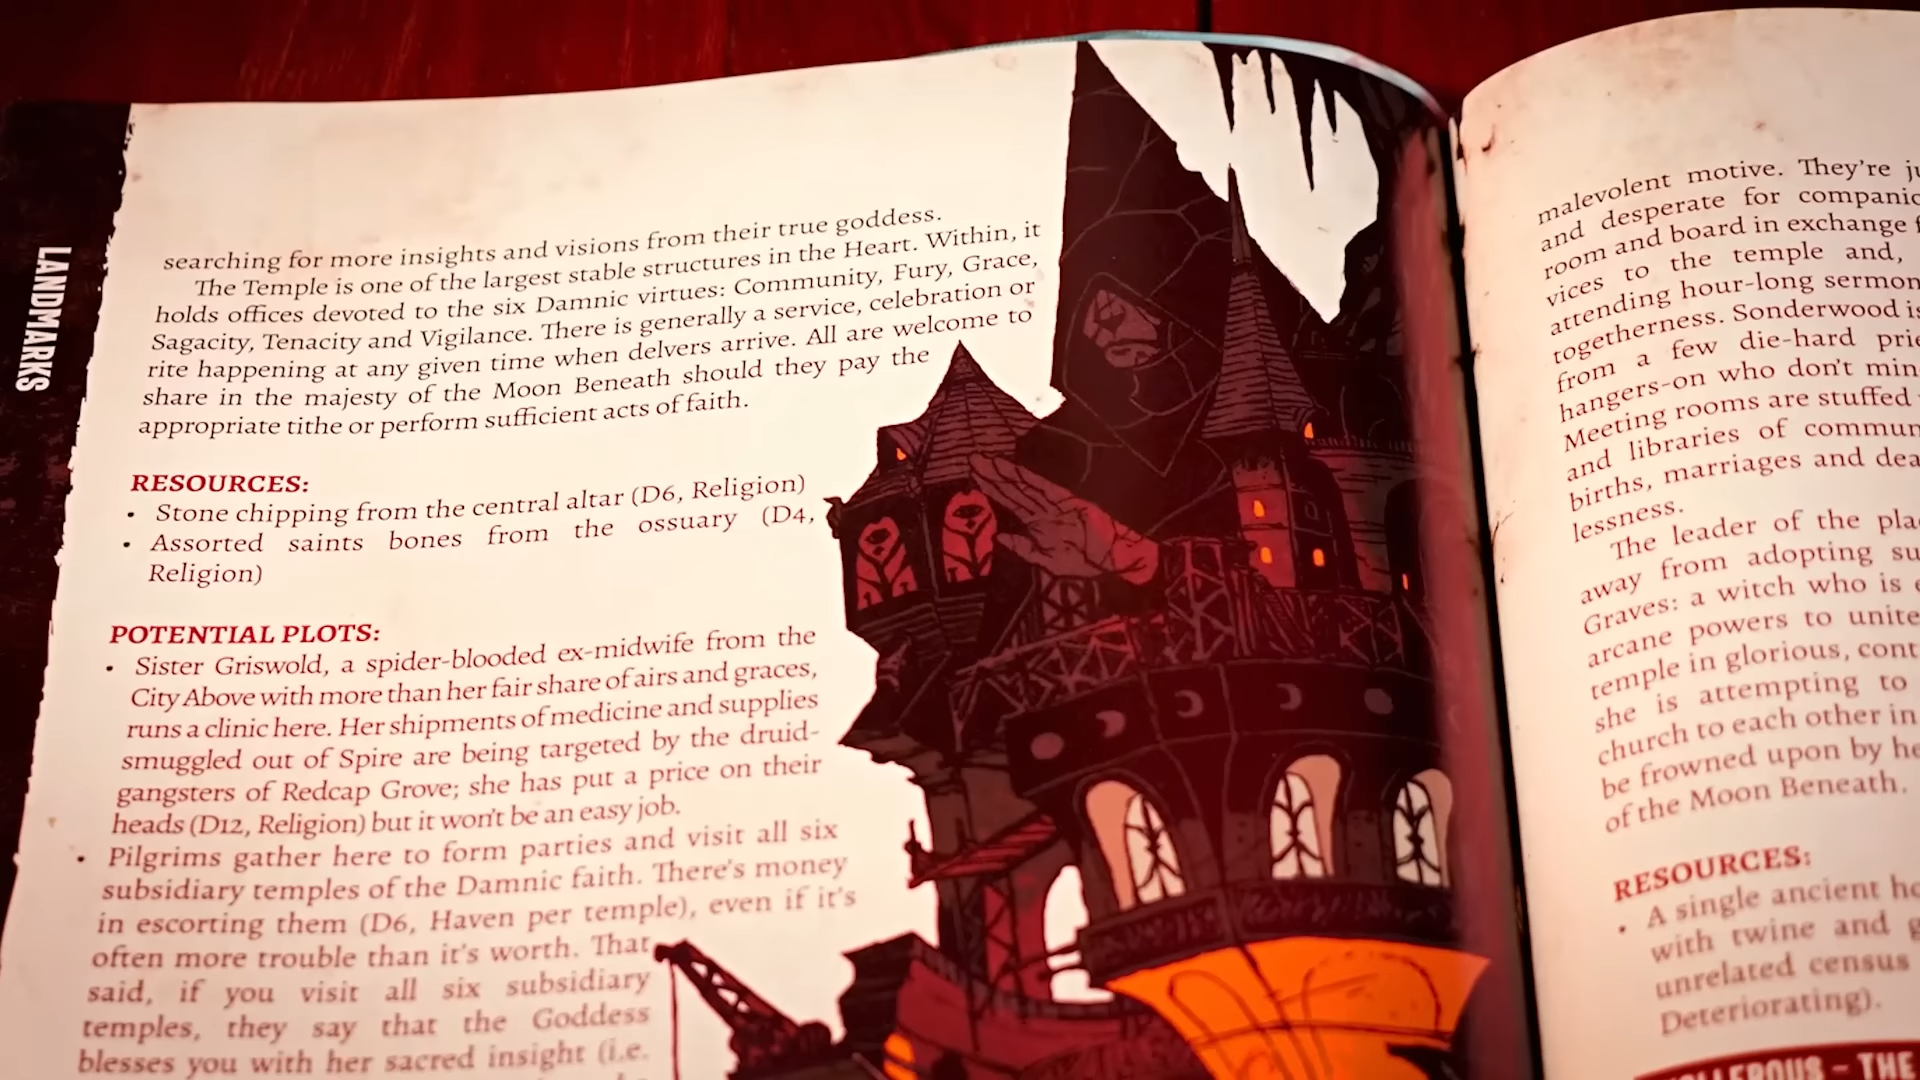 LANDMARKS
searching for more insights and visions from their true goddess.
The Temple is one of the largest stable structures in the Heart. Within, it
holds offices devoted to the six Damnic virtues: Community, Fury, Grace,
Sagacity, Tenacity and Vigilance. There is generally a service, celebration or
rite happening at any given time when delvers arrive. All are welcome to
share in the majesty of the Moon Beneath should they pay the
appropriate tithe or perform sufficient acts of faith.
RESOURCES:
• Stone chipping from the central altar (D6, Religion)
• Assorted saints bones from the ossuary (D4,
Religion)
POTENTIAL PLOTS:
• Sister Griswold, a spider-blooded ex-midwife from the
City Above with more than her fair share of airs and graces,
runs a clinic here. Her shipments of medicine and supplies
smuggled out of Spire are being targeted by the druid-
gangsters of Redcap Grove; she has put a price on their
heads (D12, Religion) but it won't be an easy job.
• Pilgrims gather here to form parties and visit all six
subsidiary temples of the Damnic faith. There's money
in escorting them (D6, Haven per temple), even if it's
often more trouble than it's worth. That
said, if you visit all six subsidiary
temples, they say that the Goddess
blesses you with her sacred insight (i.e.
malevolent motive. They're
and desperate for
room and board in exchange
vices to the temple and,
attending hour-long
togetherness. Sonderwood
from a few die-hard
hangers-on who don't
Meeting rooms are stuffed
and libraries of
births, marriages and
lessness.
The leader of the
away from adopting
Graves: a witch who is
arcane powers to unite
temple in glorious,
she is attempting to
church to each other in
be frowned upon by
of the Moon Beneath.
RESOURCES:
• A single ancient
with twine and
unrelated census
Deteriorating).
– THE